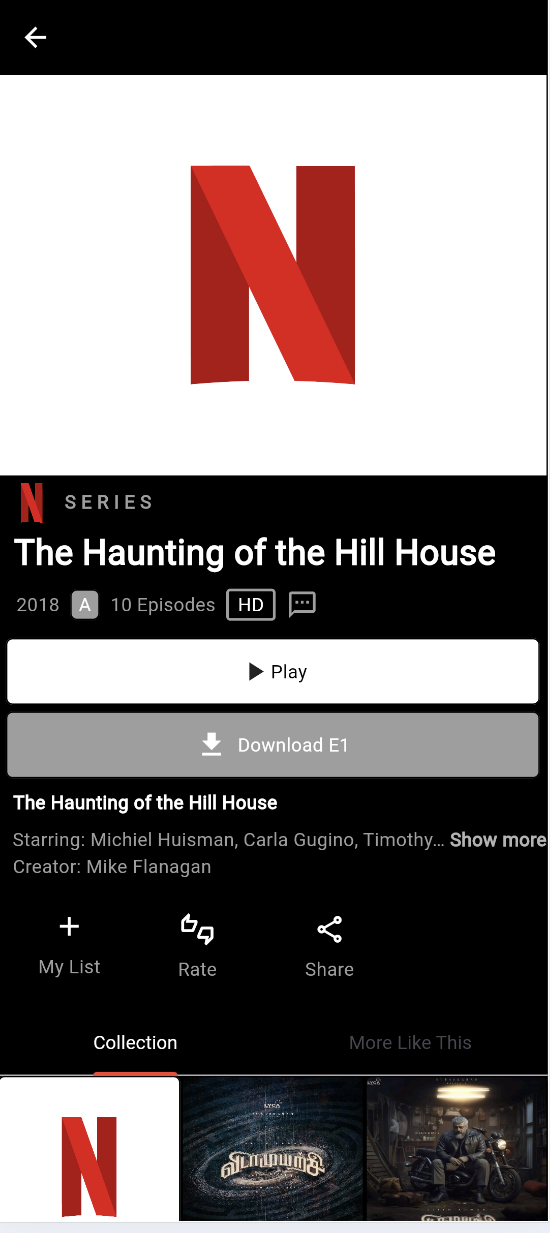 SERIES
The Haunting of the Hill House
2018 A 10 Episodes HD
Play
Download E1
The Haunting of the Hill House
Starring: Michiel Huisman, Carla Gugino, Timothy... Show more
Creator: Mike Flanagan
My List Rate Share
Collection More Like This
விடாமுயற்சி